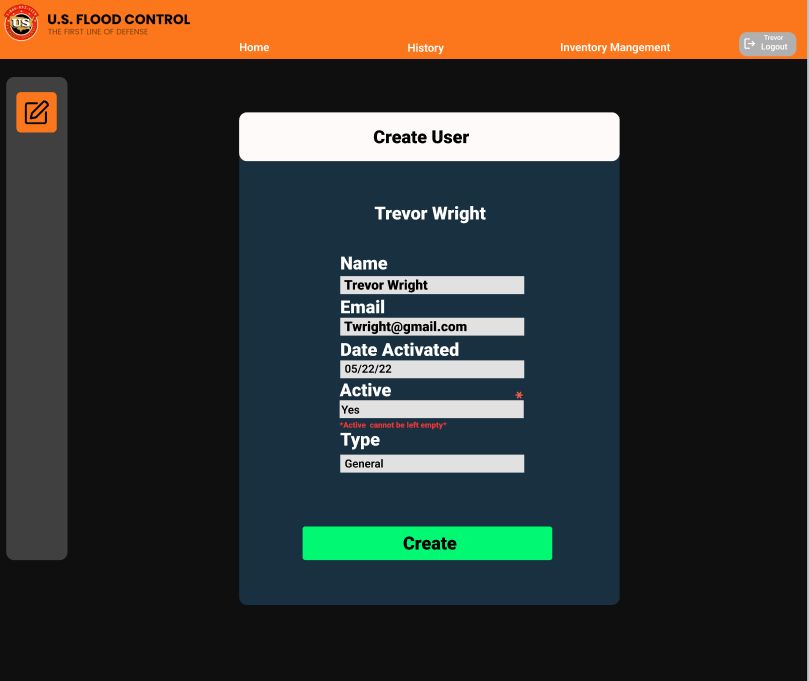 US
U.S. FLOOD CONTROL
THE FIRST LINE OF DEFENSE
Home
History
Inventory Mangement
Trevor
Logout
Create User
Trevor Wright
Name
Trevor Wright
Email
Twright@gmail.com
Date Activated
05/22/22
Active *
Yes
*Active cannot be left empty*
Type
General
Create